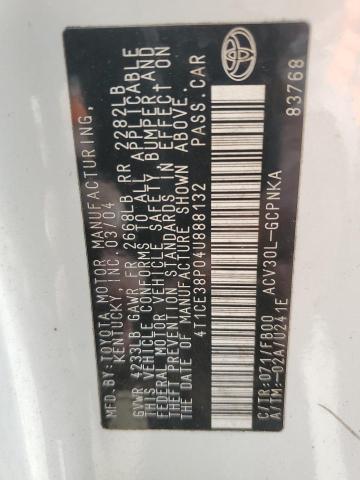 MFD. BY: TOYOTA MOTOR MANUFACTURING,
KENTUCKY, INC. 03/04
GVWR 4233LB GAWR FR 2668LB RR 2282LB
THIS VEHICLE CONFORMS TO ALL APPLICABLE
FEDERAL MOTOR VEHICLE SAFETY, BUMPER, AND
THEFT PREVENTION STANDARDS IN EFFECT ON
THE DATE OF MANUFACTURE SHOWN ABOVE.
4T1CE38P04U888132 PASS. CAR
C/TR: 071/FB00 ACV30L-GCPNKA
A/TM: -02A/U241E
83768